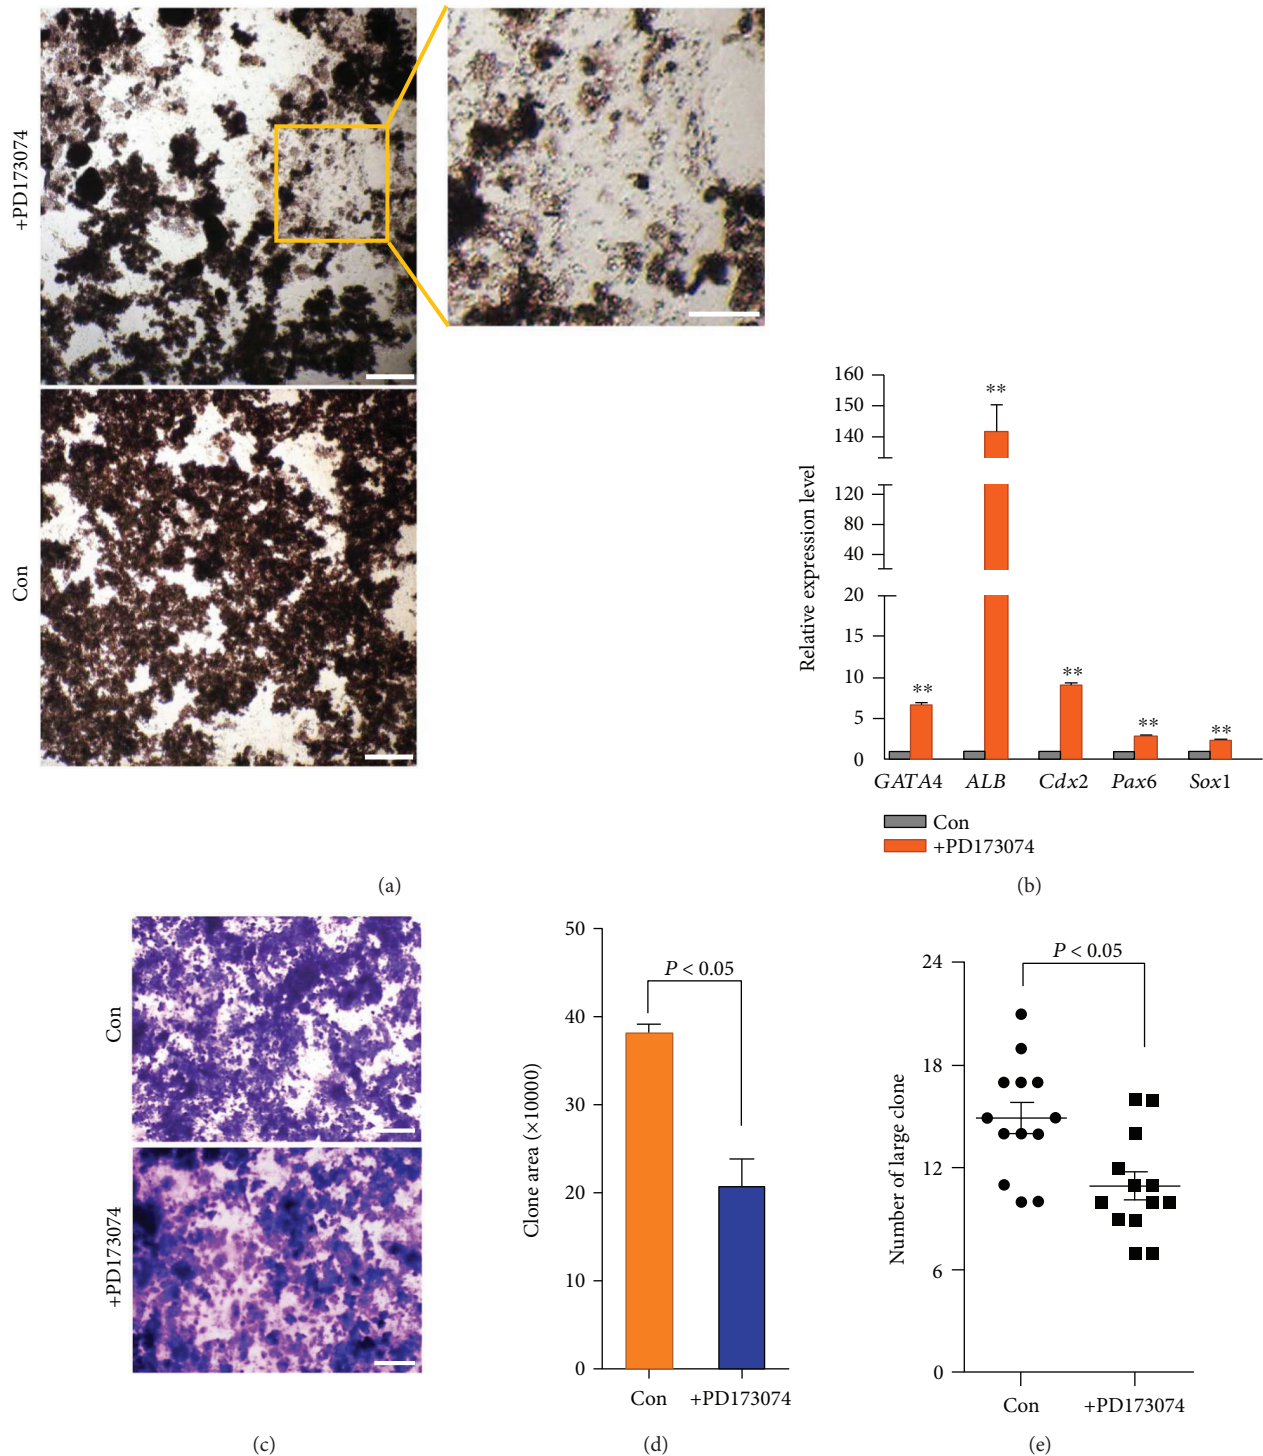 +PD173074
Con
(a)
160
150
140
120
80
40
20
15
10
5
0
Relative expression level
**
**
**
**
**
GATA4 ALB Cdx2 Pax6 Sox1
Con
+PD173074
(b)
Con
+PD173074
(c)
50
40
30
20
10
0
Clone area (×10000)
P < 0.05
Con +PD173074
(d)
24
18
12
6
0
Number of large clone
P < 0.05
Con +PD173074
(e)